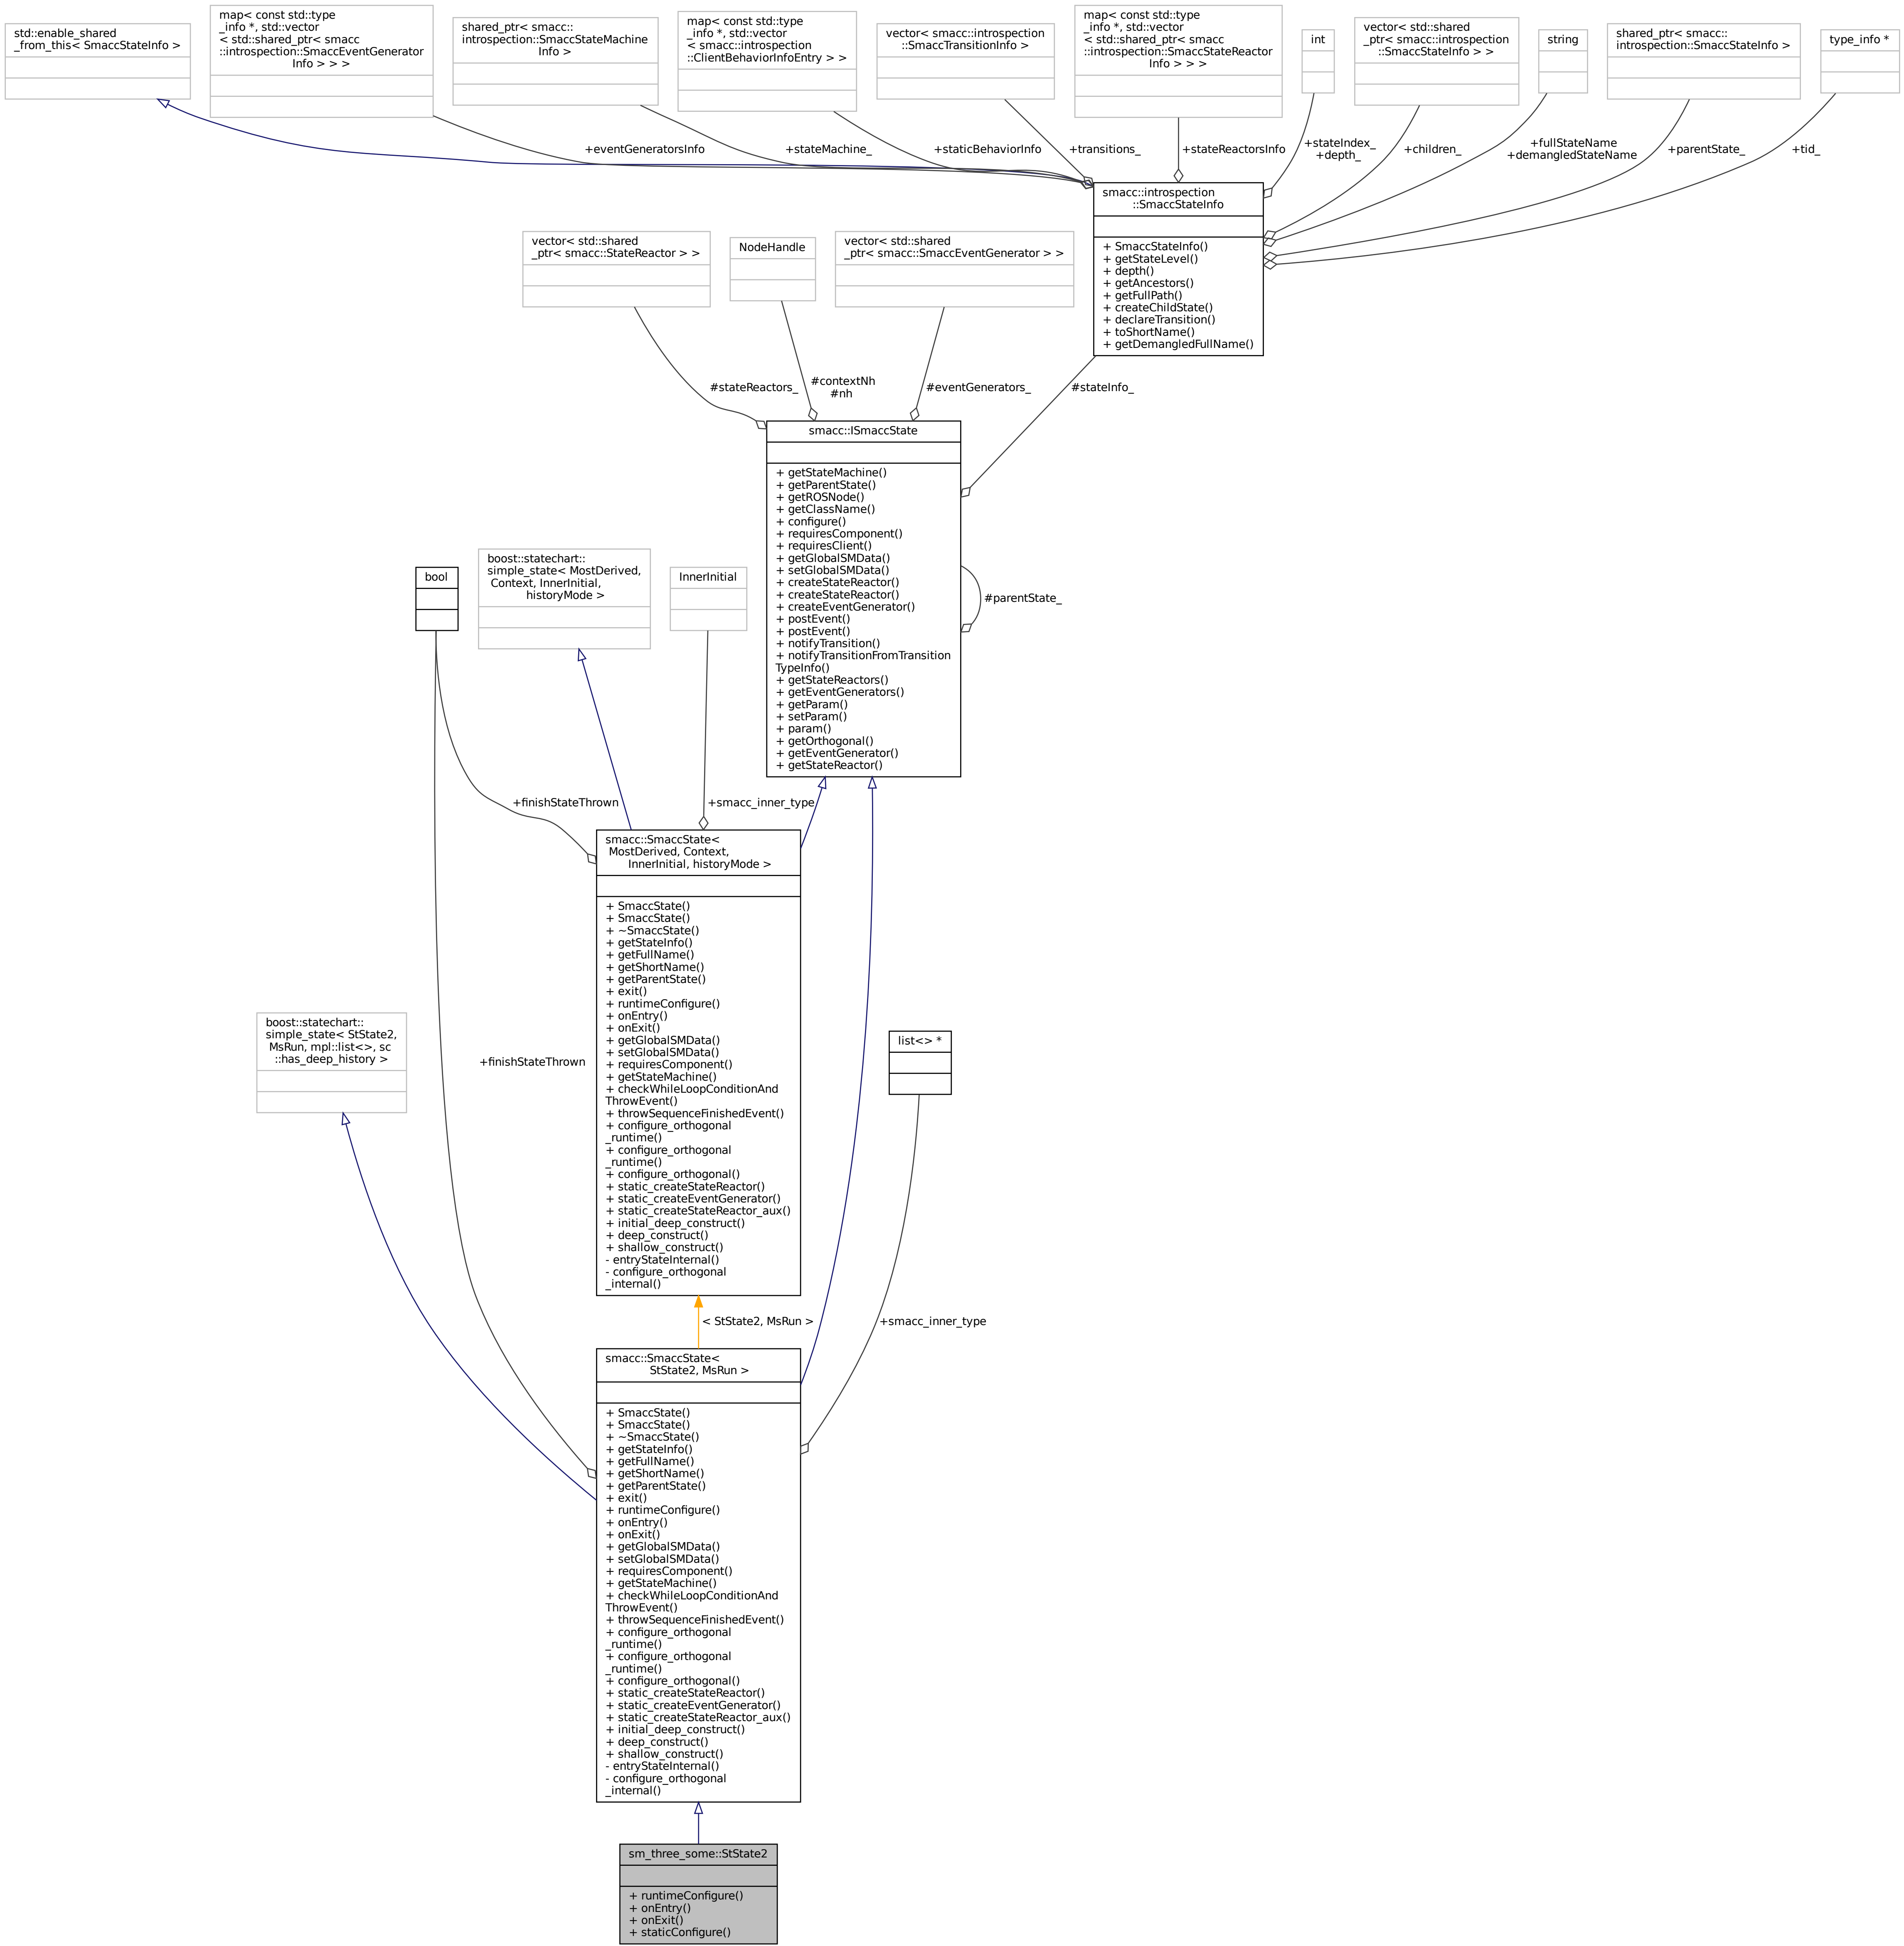 std::enable_shared
_from_this< SmaccStateInfo >
map< const std::type
_info *, std::vector
< std::shared_ptr< smacc
::introspection::SmaccEventGenerator
Info > > >
shared_ptr< smacc::
introspection::SmaccStateMachine
Info >
map< const std::type
_info *, std::vector
< smacc::introspection
::ClientBehaviorInfoEntry > >
vector< smacc::introspection
::SmaccTransitionInfo >
map< const std::type
_info *, std::vector
< std::shared_ptr< smacc
::introspection::SmaccStateReactor
Info > > >
int
vector< std::shared
_ptr< smacc::introspection
::SmaccStateInfo > >
string
shared_ptr< smacc::
introspection::SmaccStateInfo >
type_info *
+eventGeneratorsInfo
+stateMachine_
+staticBehaviorInfo
+transitions_
+stateReactorsInfo
+stateIndex_
+depth_
+children_
+fullStateName
+demangledStateName
+parentState_
+tid_
smacc::introspection
::SmaccStateInfo
+ SmaccStateInfo()
+ getStateLevel()
+ depth()
+ getAncestors()
+ getFullPath()
+ createChildState()
+ declareTransition()
+ toShortName()
+ getDemangledFullName()
vector< std::shared
_ptr< smacc::StateReactor > >
NodeHandle
vector< std::shared
_ptr< smacc::SmaccEventGenerator > >
#stateReactors_
#contextNh
#nh
#eventGenerators_
#stateInfo_
smacc::ISmaccState
+ getStateMachine()
+ getParentState()
+ getROSNode()
+ getClassName()
+ configure()
+ requiresComponent()
+ requiresClient()
+ getGlobalSMData()
+ setGlobalSMData()
+ createStateReactor()
+ createStateReactor()
+ createEventGenerator()
+ postEvent()
+ postEvent()
+ notifyTransition()
+ notifyTransitionFromTransition
TypeInfo()
+ getStateReactors()
+ getEventGenerators()
+ getParam()
+ setParam()
+ param()
+ getOrthogonal()
+ getEventGenerator()
+ getStateReactor()
#parentState_
bool
boost::statechart::
simple_state< MostDerived,
Context, InnerInitial,
historyMode >
InnerInitial
+finishStateThrown
+smacc_inner_type
smacc::SmaccState<
MostDerived, Context,
InnerInitial, historyMode >
+ SmaccState()
+ SmaccState()
+ ~SmaccState()
+ getStateInfo()
+ getFullName()
+ getShortName()
+ getParentState()
+ exit()
+ runtimeConfigure()
+ onEntry()
+ onExit()
+ getGlobalSMData()
+ setGlobalSMData()
+ requiresComponent()
+ getStateMachine()
+ checkWhileLoopConditionAnd
ThrowEvent()
+ throwSequenceFinishedEvent()
+ configure_orthogonal
_runtime()
+ configure_orthogonal
_runtime()
+ configure_orthogonal()
+ static_createStateReactor()
+ static_createEventGenerator()
+ static_createStateReactor_aux()
+ initial_deep_construct()
+ deep_construct()
+ shallow_construct()
- entryStateInternal()
- configure_orthogonal
_internal()
boost::statechart::
simple_state< StState2,
MsRun, mpl::list<>, sc
::has_deep_history >
+finishStateThrown
list<> *
< StState2, MsRun >
+smacc_inner_type
smacc::SmaccState<
StState2, MsRun >
+ SmaccState()
+ SmaccState()
+ ~SmaccState()
+ getStateInfo()
+ getFullName()
+ getShortName()
+ getParentState()
+ exit()
+ runtimeConfigure()
+ onEntry()
+ onExit()
+ getGlobalSMData()
+ setGlobalSMData()
+ requiresComponent()
+ getStateMachine()
+ checkWhileLoopConditionAnd
ThrowEvent()
+ throwSequenceFinishedEvent()
+ configure_orthogonal
_runtime()
+ configure_orthogonal
_runtime()
+ configure_orthogonal()
+ static_createStateReactor()
+ static_createEventGenerator()
+ static_createStateReactor_aux()
+ initial_deep_construct()
+ deep_construct()
+ shallow_construct()
- entryStateInternal()
- configure_orthogonal
_internal()
sm_three_some::StState2
+ runtimeConfigure()
+ onEntry()
+ onExit()
+ staticConfigure()